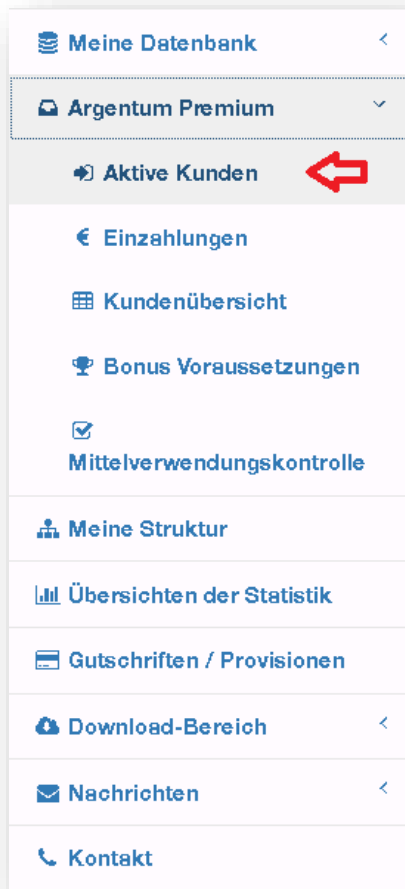 Meine Datenbank
Argentum Premium
Aktive Kunden
Einzahlungen
Kundenübersicht
Bonus Voraussetzungen
Mittelverwendungskontrolle
Meine Struktur
Übersichten der Statistik
Gutschriften / Provisionen
Download-Bereich
Nachrichten
Kontakt